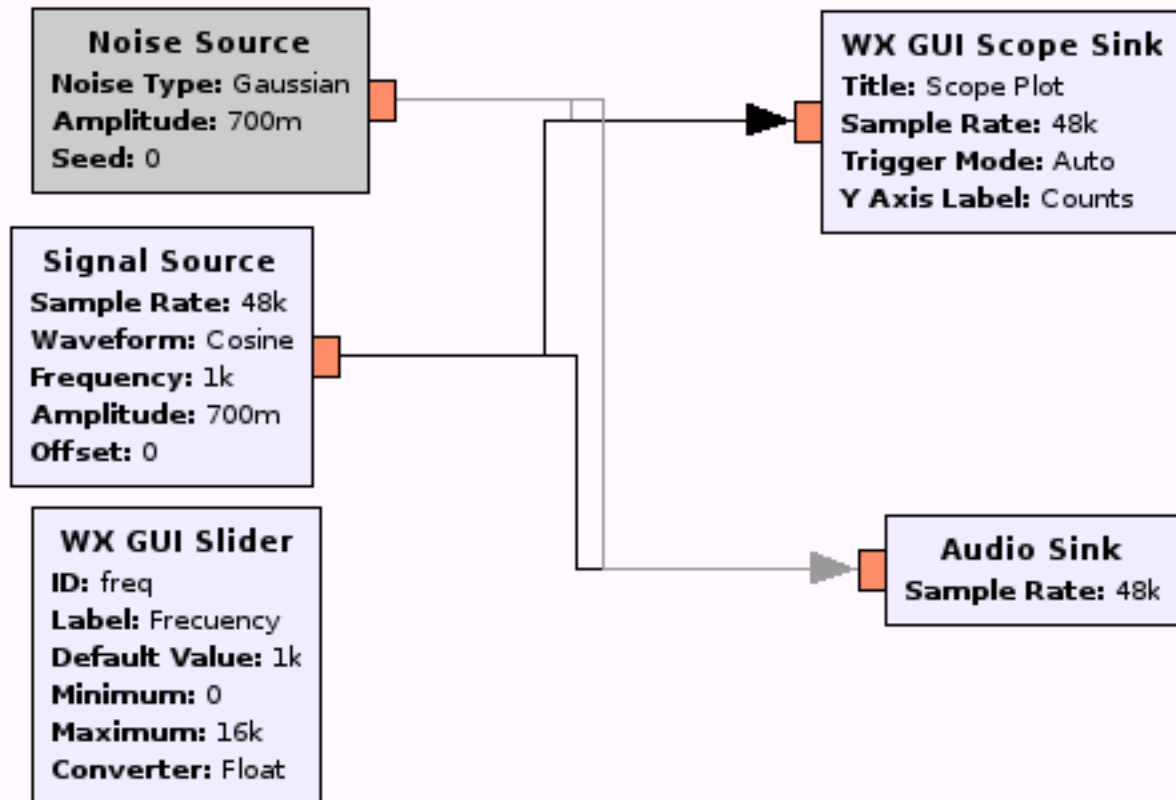 Noise Source
Noise Type: Gaussian
Amplitude: 700m
Seed: 0
Signal Source
Sample Rate: 48k
Waveform: Cosine
Frequency: 1k
Amplitude: 700m
Offset: 0
WX GUI Slider
ID: freq
Label: Frecuency
Default Value: 1k
Minimum: 0
Maximum: 16k
Converter: Float
WX GUI Scope Sink
Title: Scope Plot
Sample Rate: 48k
Trigger Mode: Auto
Y Axis Label: Counts
Audio Sink
Sample Rate: 48k